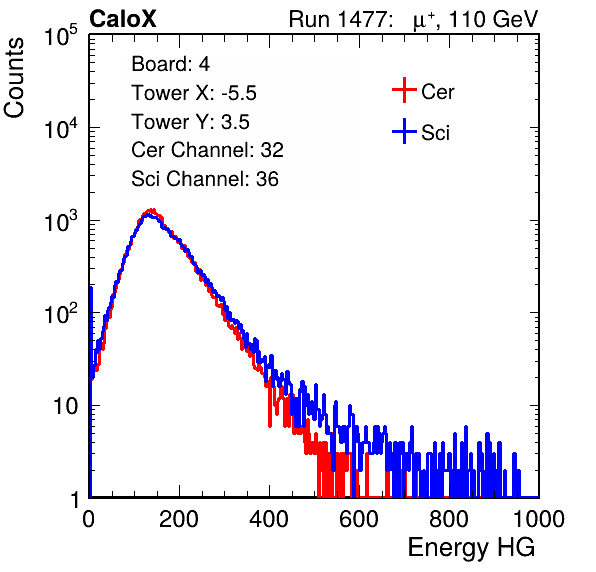 CaloX Run 1477: μ⁺, 110 GeV
Counts
10⁵
10⁴
10³
10²
10
1
Board: 4
Tower X: -5.5
Tower Y: 3.5
Cer Channel: 32
Sci Channel: 36
Cer
Sci
0 200 400 600 800 1000
Energy HG